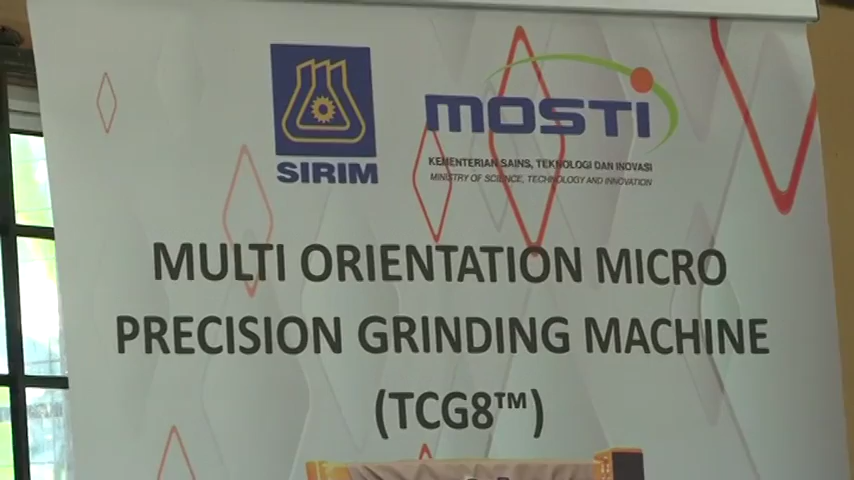 SIRIM
MOSTI
KEMENTERIAN SAINS, TEKNOLOGI DAN INOVASI
MINISTRY OF SCIENCE, TECHNOLOGY AND INNOVATION
MULTI ORIENTATION MICRO
PRECISION GRINDING MACHINE
(TCG8™)